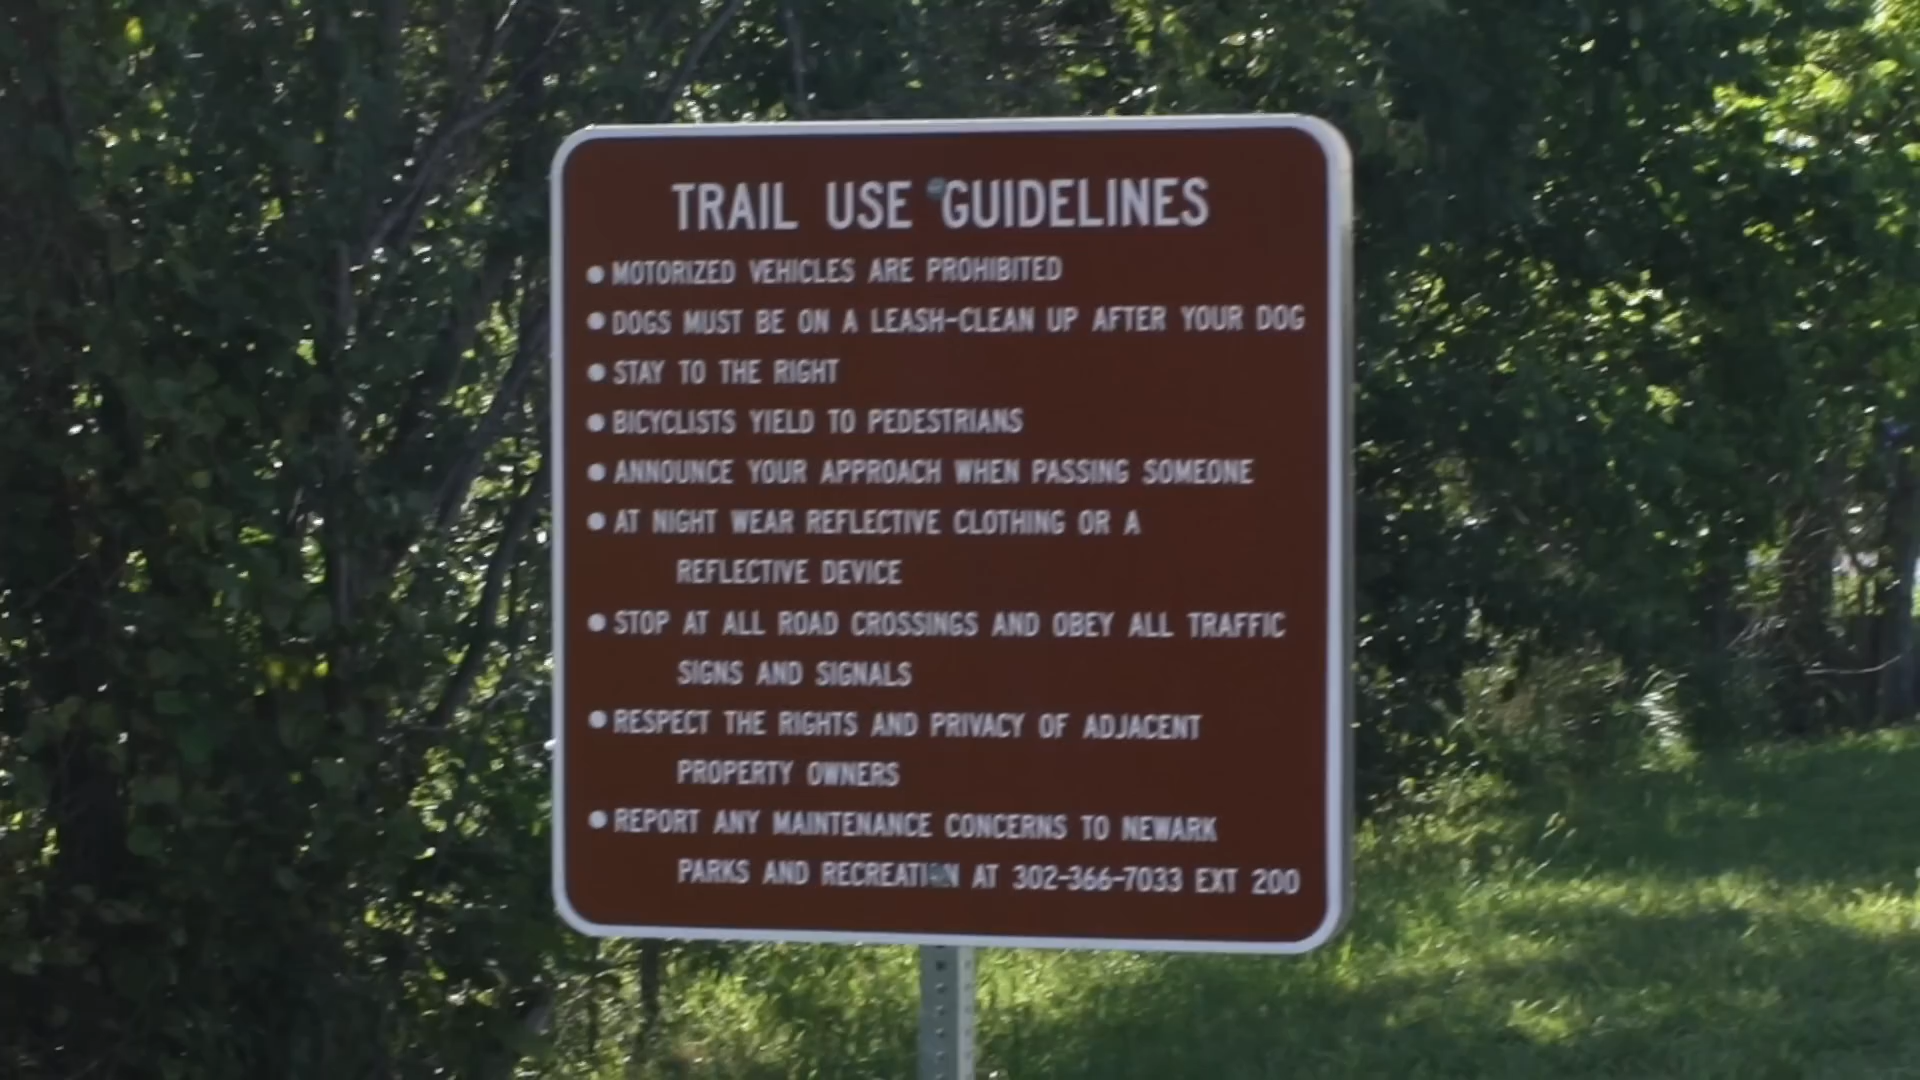 TRAIL USE GUIDELINES
● MOTORIZED VEHICLES ARE PROHIBITED
● DOGS MUST BE ON A LEASH-CLEAN UP AFTER YOUR DOG
● STAY TO THE RIGHT
● BICYCLISTS YIELD TO PEDESTRIANS
● ANNOUNCE YOUR APPROACH WHEN PASSING SOMEONE
● AT NIGHT WEAR REFLECTIVE CLOTHING OR A
REFLECTIVE DEVICE
● STOP AT ALL ROAD CROSSINGS AND OBEY ALL TRAFFIC
SIGNS AND SIGNALS
● RESPECT THE RIGHTS AND PRIVACY OF ADJACENT
PROPERTY OWNERS
● REPORT ANY MAINTENANCE CONCERNS TO NEWARK
PARKS AND RECREATION AT 302-366-7033 EXT 200